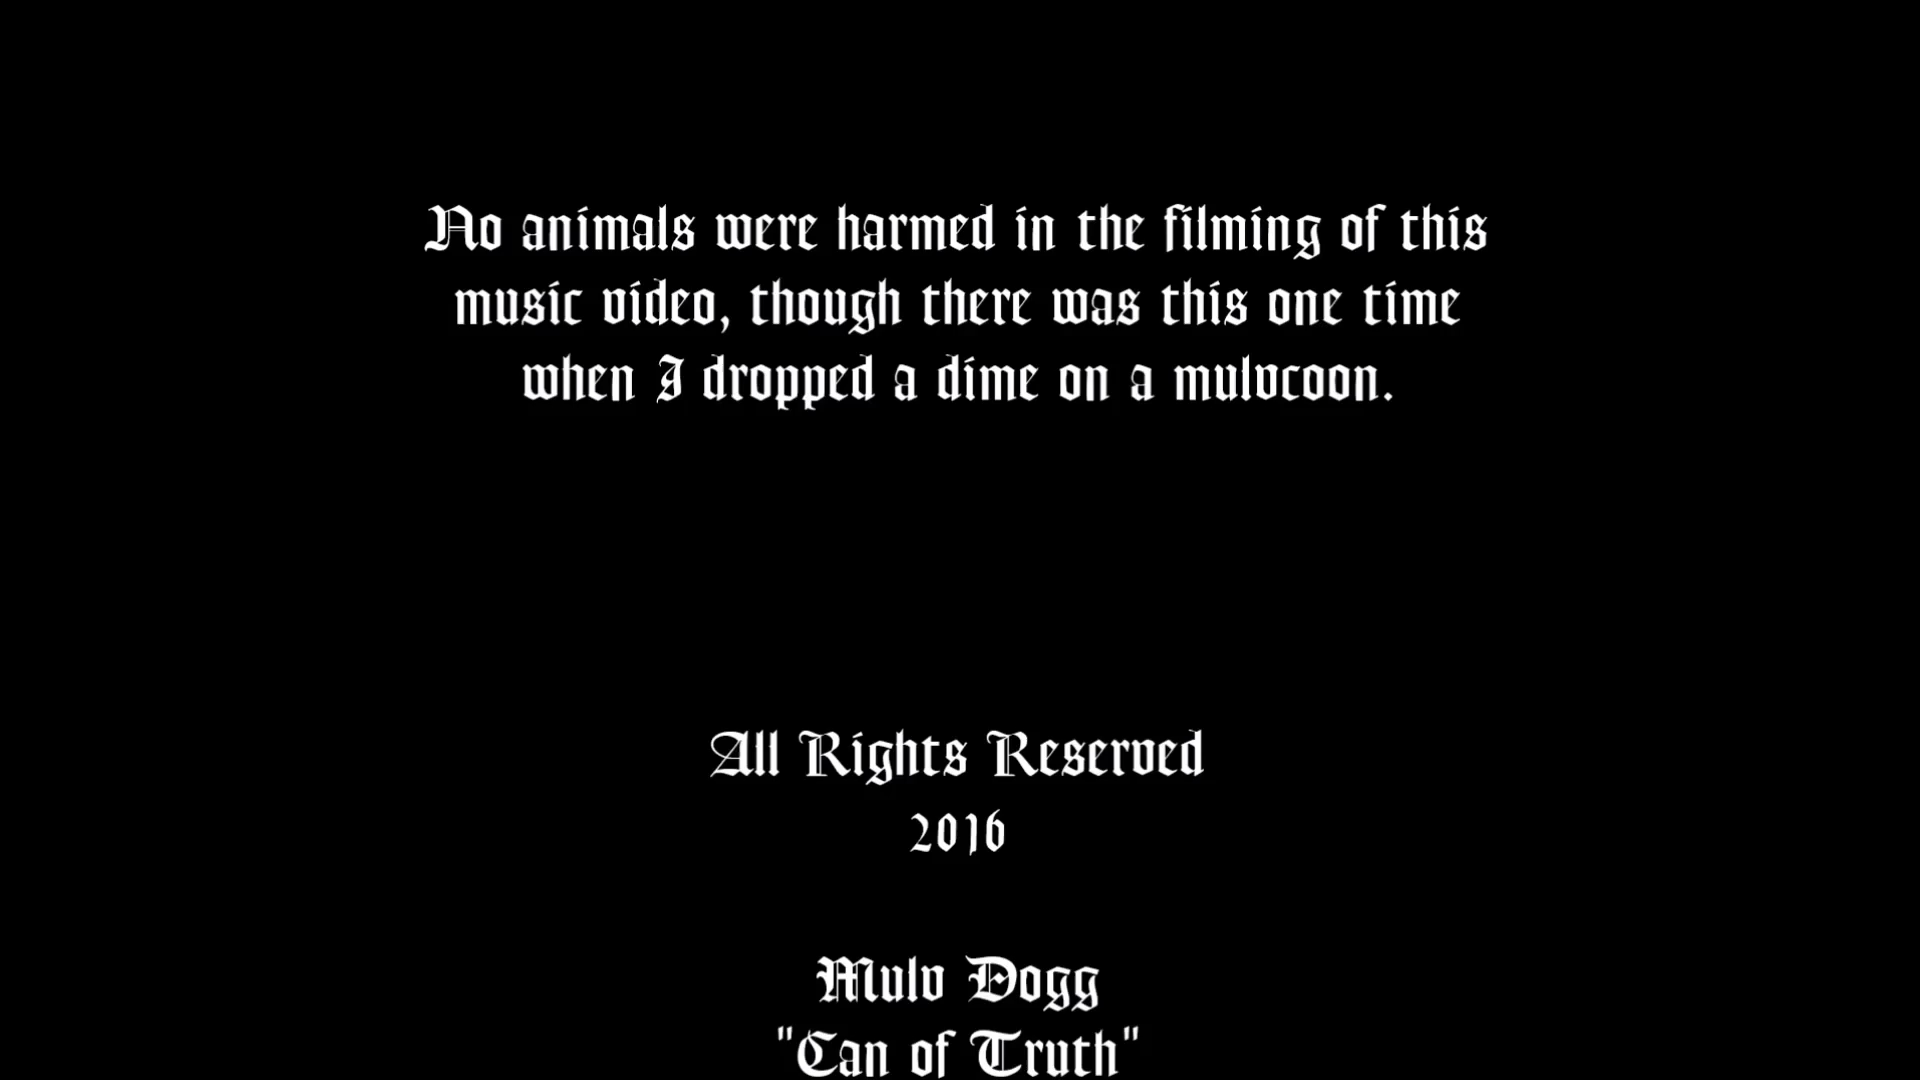 No animals were harmed in the filming of this
music video, though there was this one time
when I dropped a dime on a mulvcoon.
All Rights Reserved
2016
Mulv Dogg
"Can of Truth"